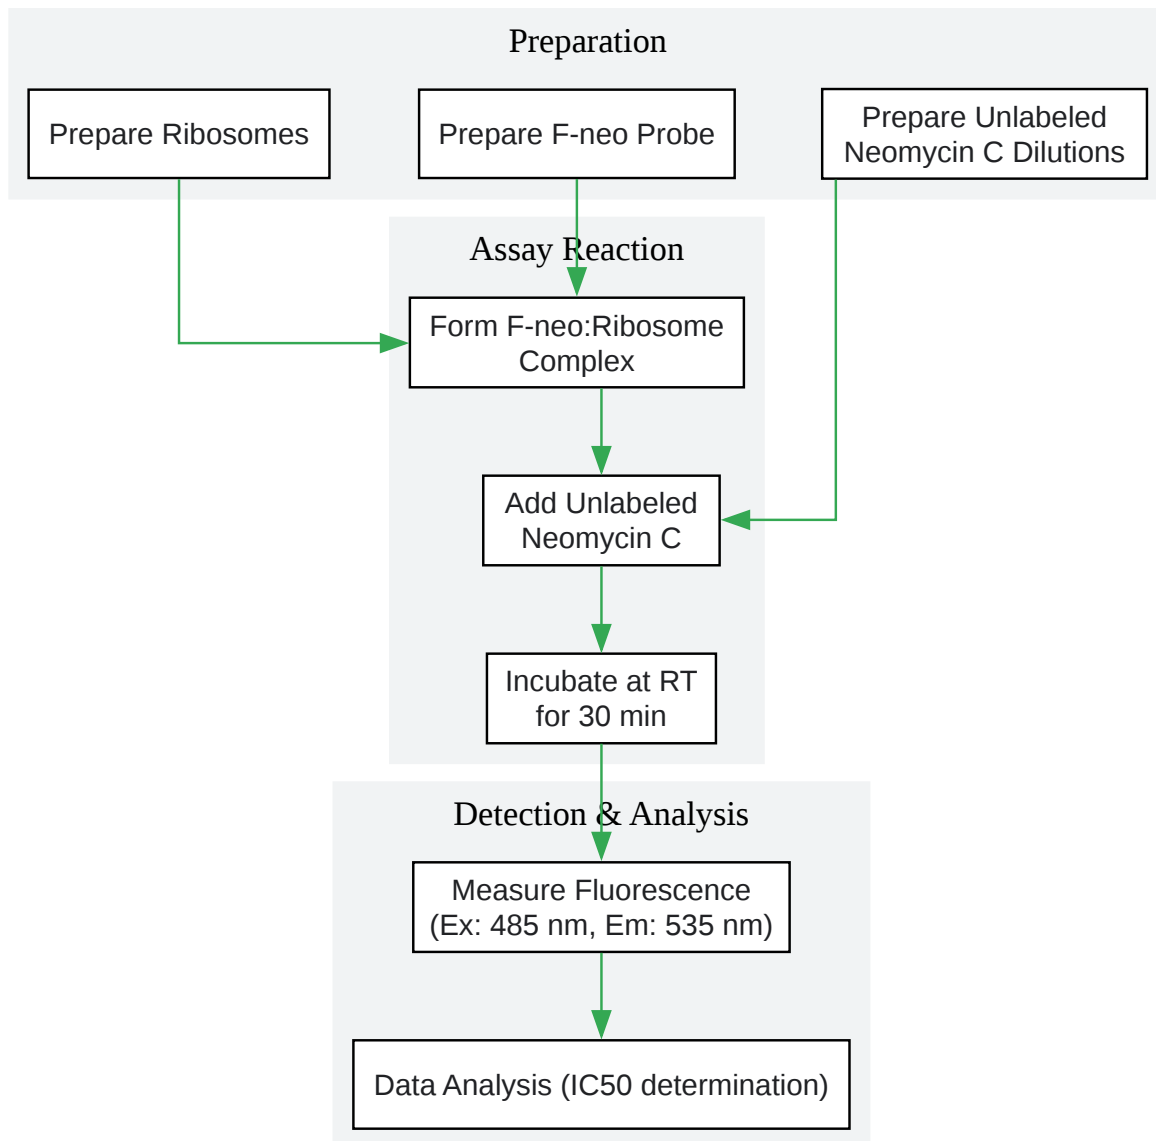 Preparation
Prepare Ribosomes
Prepare F-neo Probe
Prepare Unlabeled
Neomycin C Dilutions
Assay Reaction
Form F-neo:Ribosome
Complex
Add Unlabeled
Neomycin C
Incubate at RT
for 30 min
Detection & Analysis
Measure Fluorescence
(Ex: 485 nm, Em: 535 nm)
Data Analysis (IC50 determination)